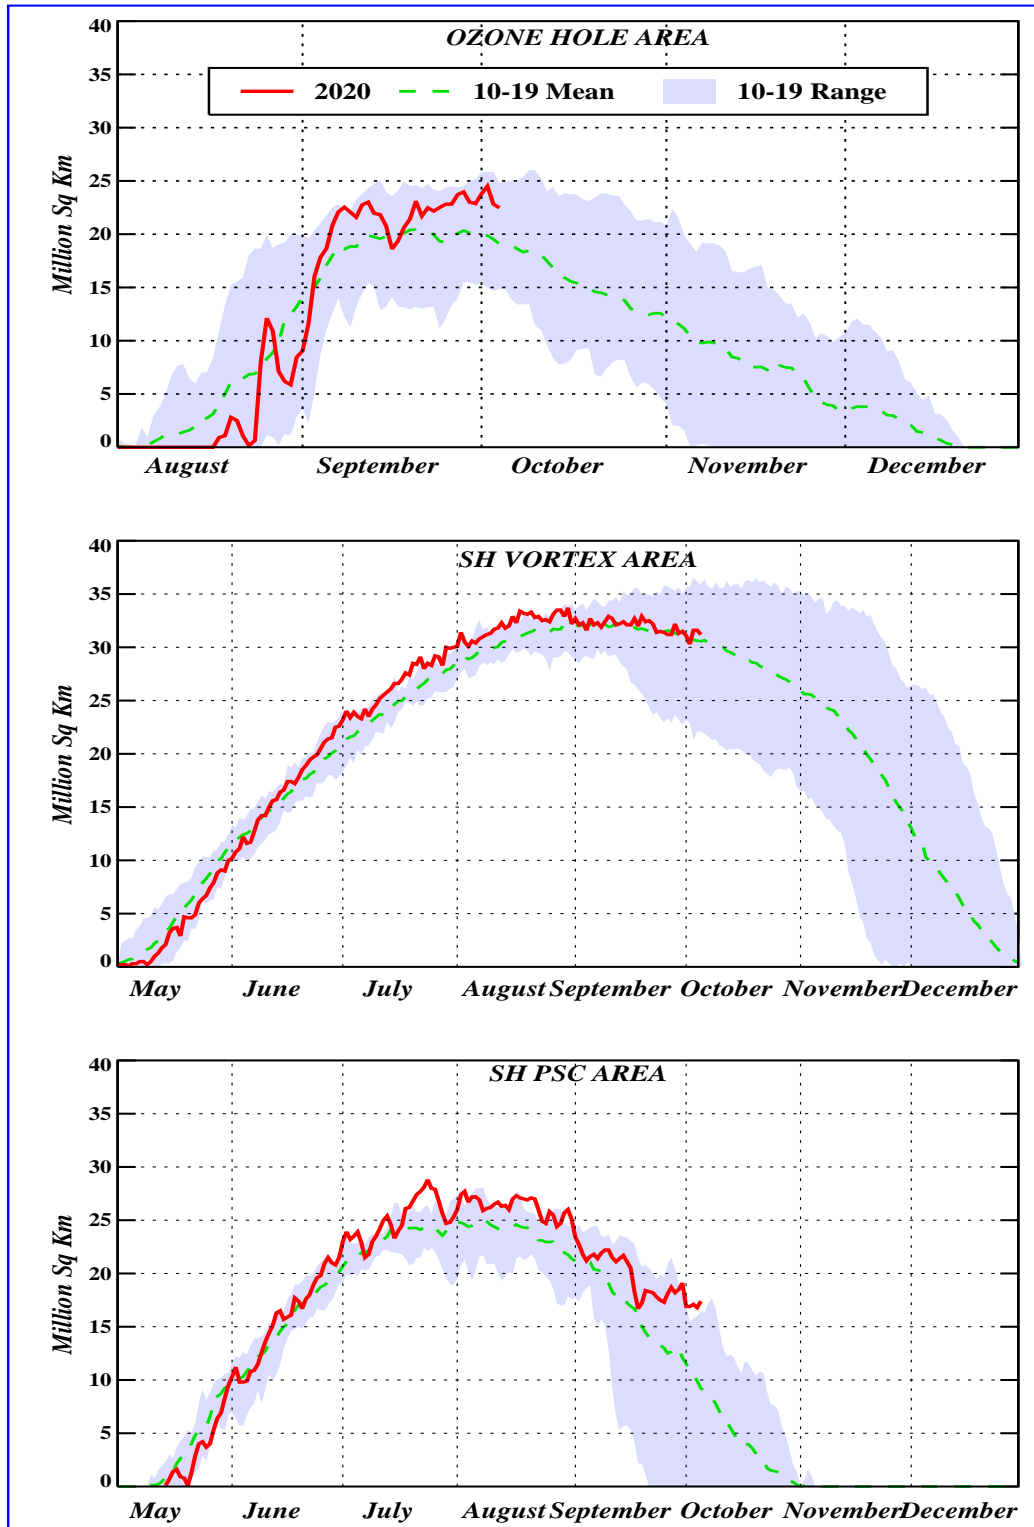 OZONE HOLE AREA
2020 10-19 Mean 10-19 Range
Million Sq Km
40
35
30
25
20
15
10
5
0
August September October November December
SH VORTEX AREA
Million Sq Km
40
35
30
25
20
15
10
5
0
May June July August September October November December
SH PSC AREA
Million Sq Km
40
35
30
25
20
15
10
5
0
May June July August September October November December